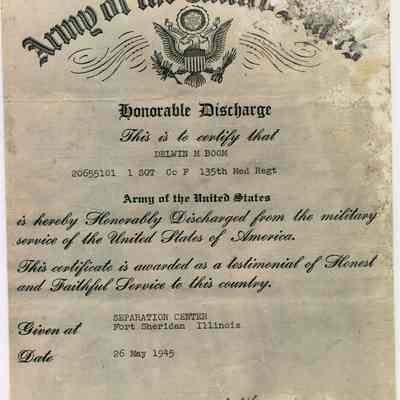 Army of the United States
Honorable Discharge
This is to certify that
DELWIN M BOOM
20655101 1 SGT Co F 135th Med Regt
Army of the United States
is hereby Honorably Discharged from the military
service of the United States of America.
This certificate is awarded as a testimonial of Honest
and Faithful Service to this country.
Given at
SEPARATION CENTER
Fort Sheridan Illinois
Date
26 May 1945